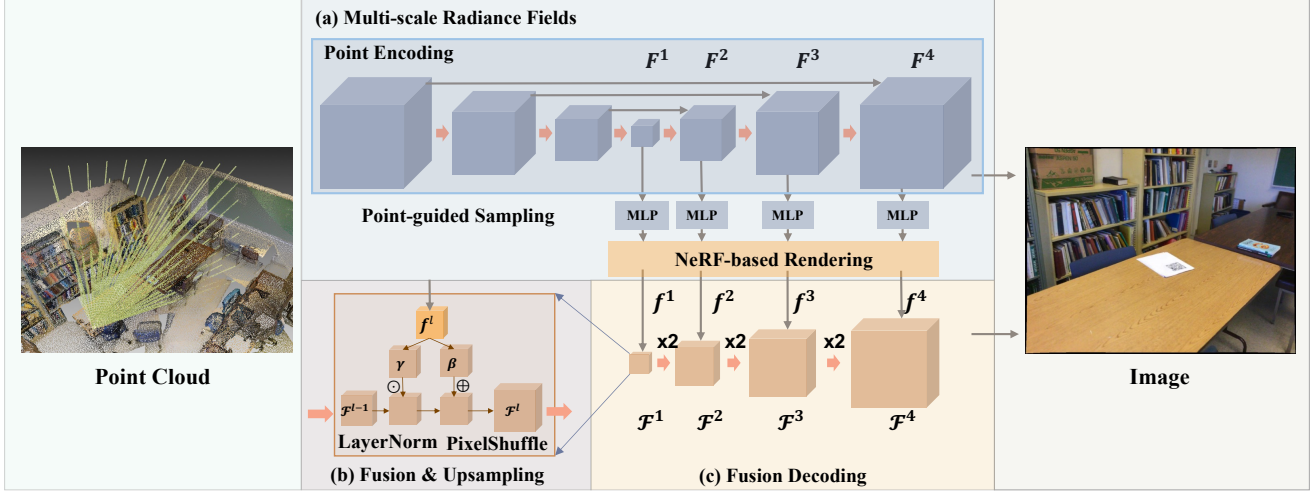 (a) Multi-scale Radiance Fields
Point Encoding
F¹ F² F³ F⁴
Point-guided Sampling
MLP MLP MLP MLP
NeRF-based Rendering
Point Cloud
Image
f¹ f² f³ f⁴
x2 x2 x2
ℱ¹ ℱ² ℱ³ ℱ⁴
(c) Fusion Decoding
fˡ
γ β
⊙ ⊕
ℱˡ⁻¹ ℱˡ
LayerNorm PixelShuffle
(b) Fusion & Upsampling